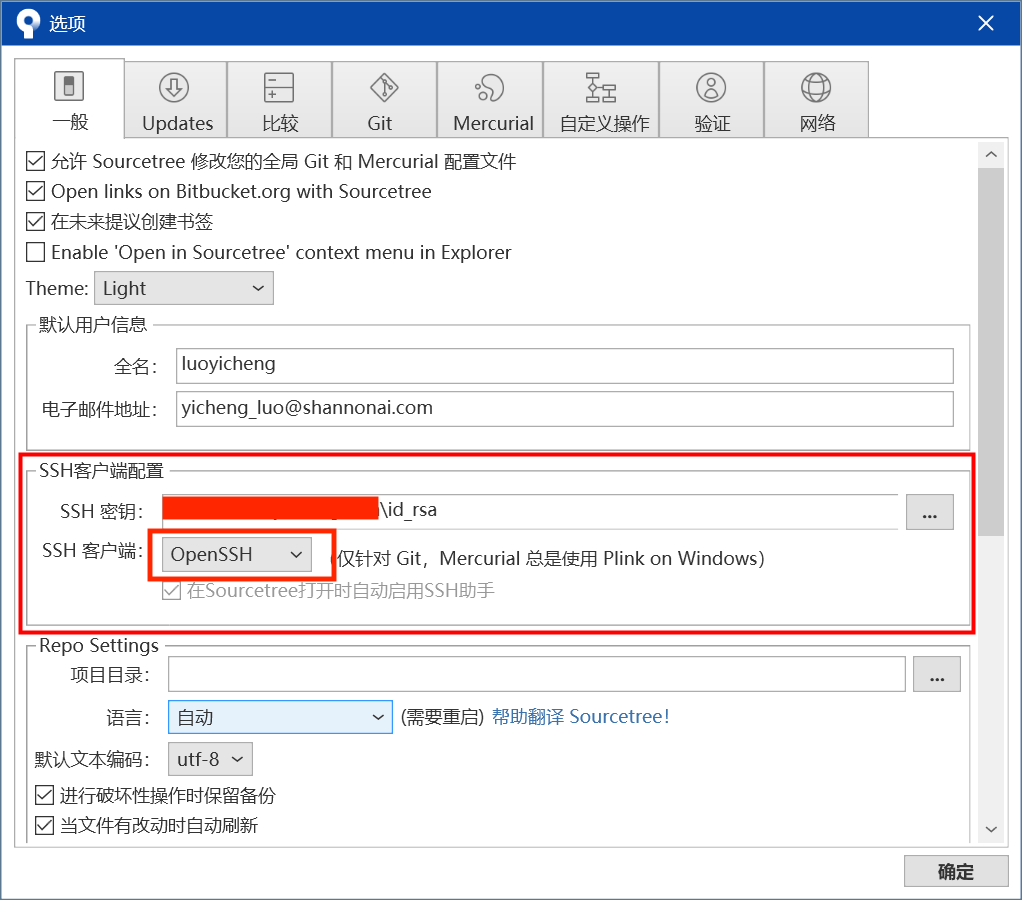 选项
一般 Updates 比较 Git Mercurial 自定义操作 验证 网络
允许 Sourcetree 修改您的全局 Git 和 Mercurial 配置文件
Open links on Bitbucket.org with Sourcetree
在未来提议创建书签
Enable 'Open in Sourcetree' context menu in Explorer
Theme: Light
默认用户信息
全名: luoyicheng
电子邮件地址: yicheng_luo@shannonai.com
SSH客户端配置
SSH 密钥: \id_rsa ...
SSH 客户端: OpenSSH (仅针对 Git，Mercurial 总是使用 Plink on Windows)
在Sourcetree打开时自动启用SSH助手
Repo Settings
项目目录: ...
语言: 自动 (需要重启) 帮助翻译 Sourcetree!
默认文本编码: utf-8
进行破坏性操作时保留备份
当文件有改动时自动刷新
确定